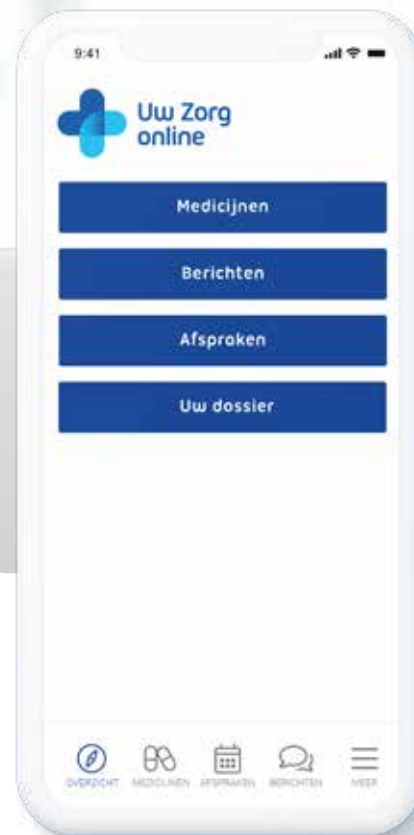 9:41
Uw Zorg
online
Medicijnen
Berichten
Afspraken
Uw dossier
OVERZICHT MEDICIJNEN AFSPRAKEN BERICHTEN MEER